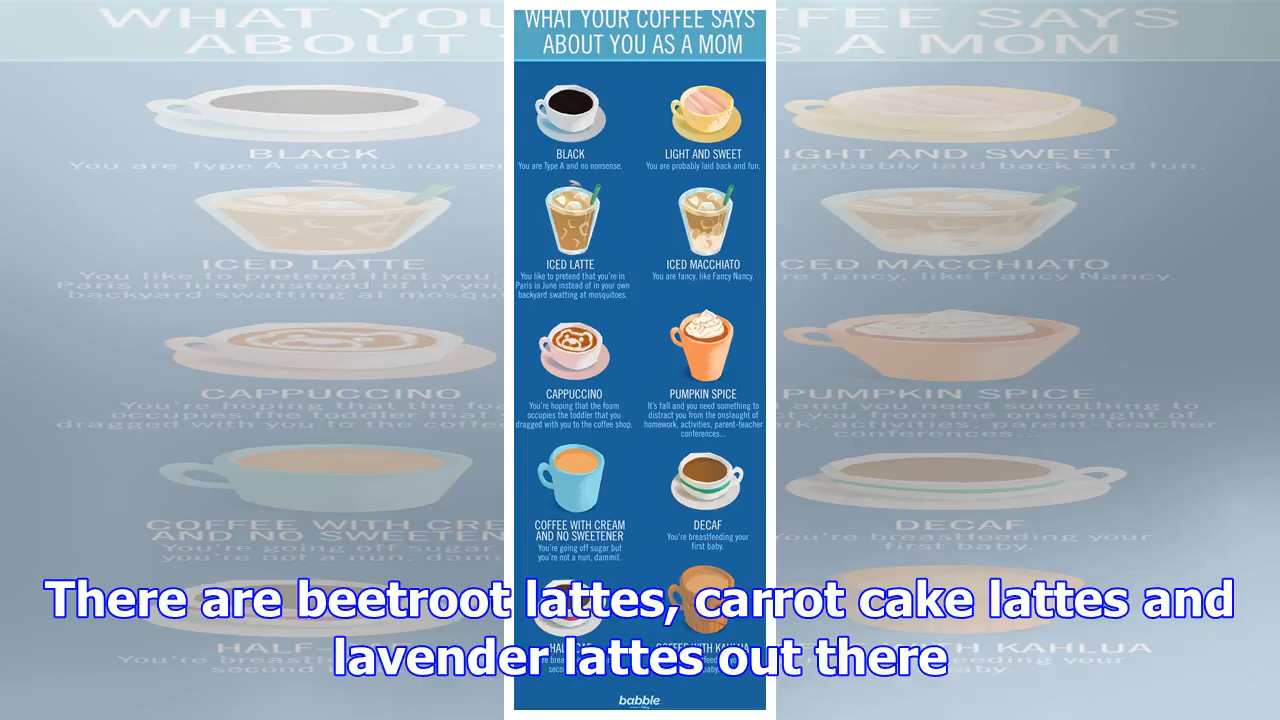 WHAT YOUR COFFEE SAYS
ABOUT YOU AS A MOM
BLACK
You are Type A and no nonsense.
LIGHT AND SWEET
You are probably laid back and fun.
ICED LATTE
You like to pretend that you're in
Paris in June instead of in your own
backyard swatting at mosquitoes.
ICED MACCHIATO
You are fancy, like Fancy Nancy.
CAPPUCCINO
You're hoping that the foam
occupies the toddler that you
dragged with you to the coffee shop.
PUMPKIN SPICE
It's fall and you need something to
distract you from the onslaught of
homework, activities, parent-teacher
conferences...
COFFEE WITH CREAM
AND NO SWEETENER
You're going off sugar but
you're not a nun, dammit.
DECAF
You're breastfeeding your
first baby.
COFFEE WITH KAHLUA
There are beetroot lattes, carrot cake lattes and
lavender lattes out there
babble